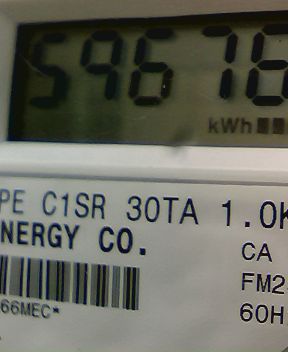 59676
kWh
PE C1SR 30TA 1.0K
NERGY CO.
CA
FM2
66MEC*
60H